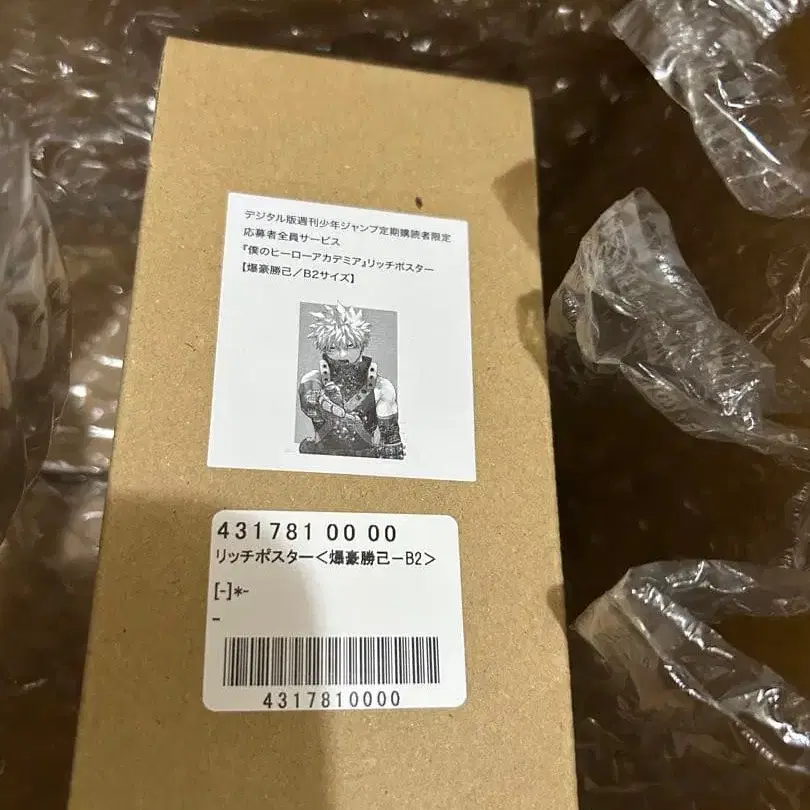 デジタル版週刊少年ジャンプ定期購読者限定
応募者全員サービス
『僕のヒーローアカデミア』リッチポスター
【爆豪勝己／B2サイズ】
431781 00 00
リッチポスター＜爆豪勝己－B2＞
[-]*-
-
4317810000